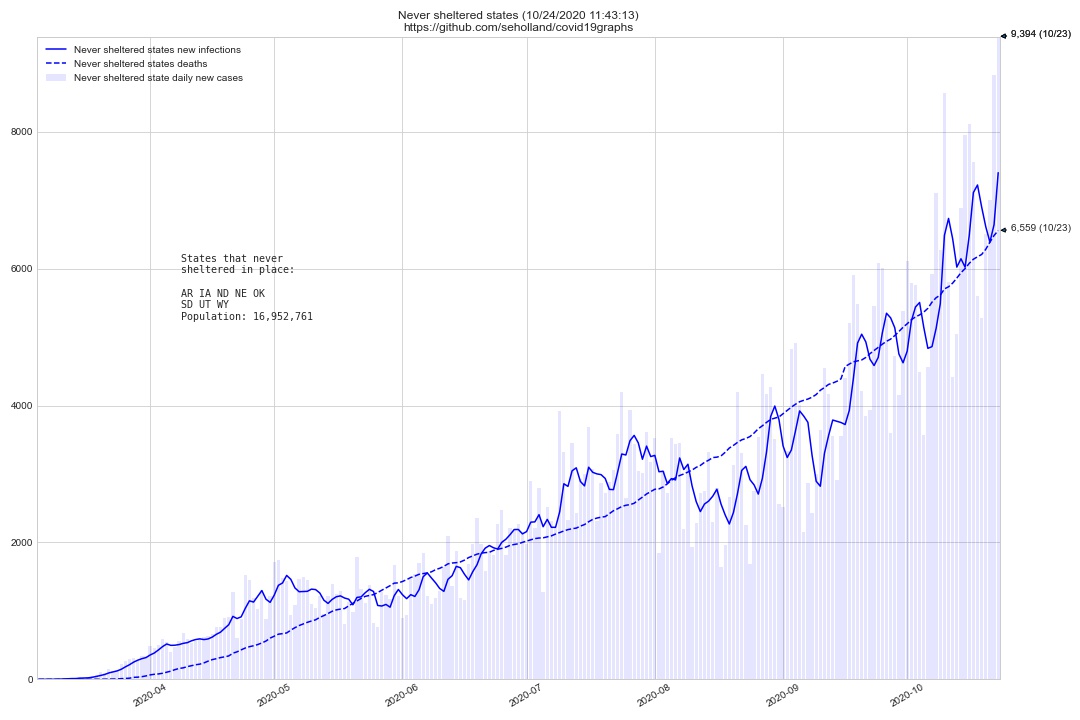 Never sheltered states (10/24/2020 11:43:13)
https://github.com/seholland/covid19graphs
9,394 (10/23)
Never sheltered states new infections
Never sheltered states deaths
Never sheltered state daily new cases
8000
6,559 (10/23)
States that never
sheltered in place:
6000
AR IA ND NE OK
SD UT WY
Population: 16,952,761
4000
2000
0
2020-04
2020-05
2020-06
2020-07
2020-08
2020-09
2020-10